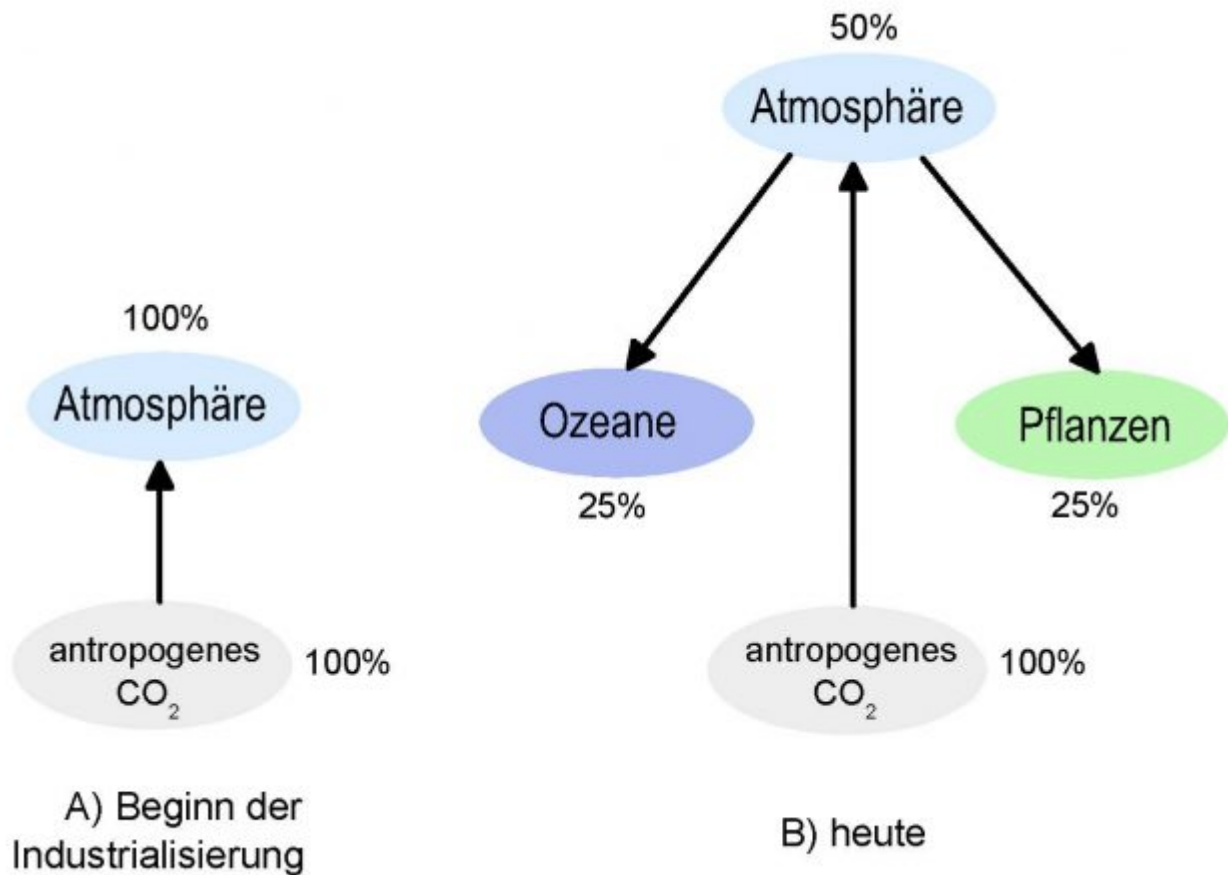 100%
Atmosphäre
antropogenes
CO₂
100%
A) Beginn der
Industrialisierung
50%
Atmosphäre
Ozeane
25%
Pflanzen
25%
antropogenes
CO₂
100%
B) heute